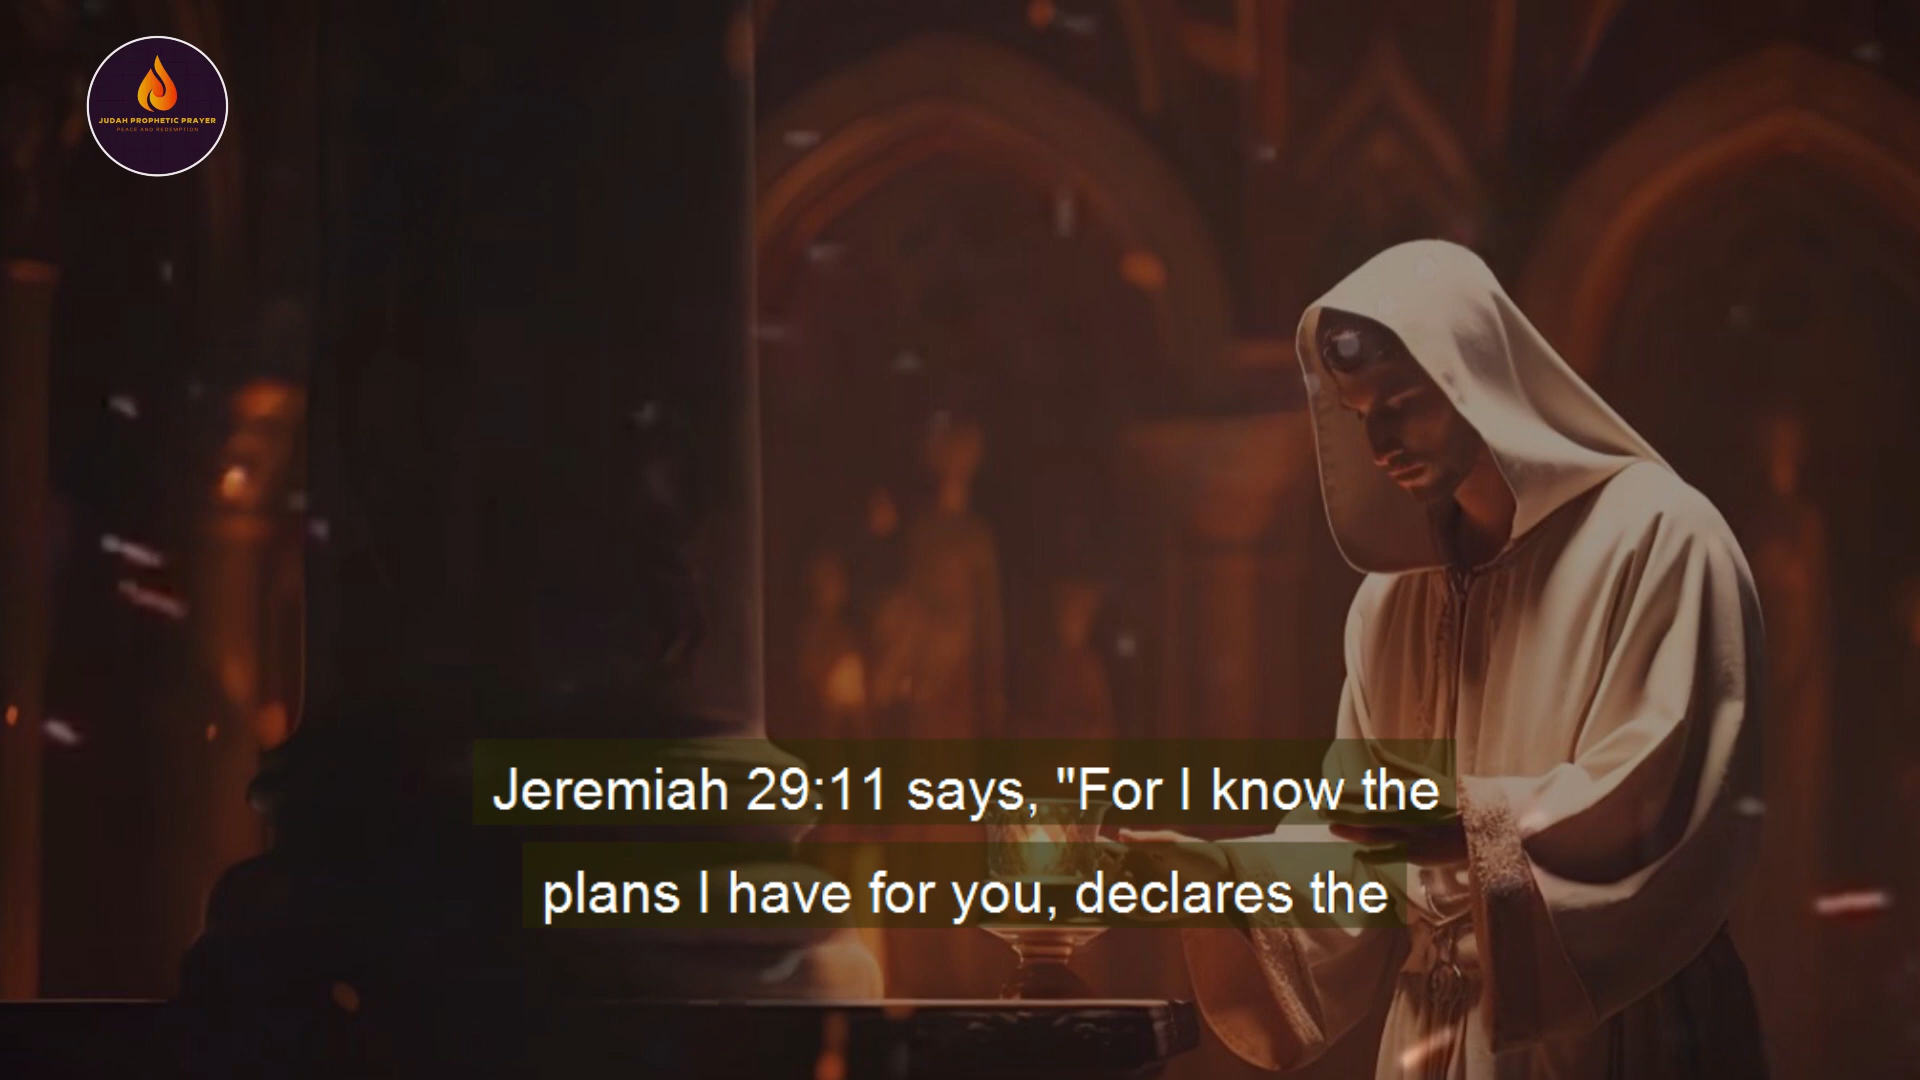 JUDAH PROPHETIC PRAYER
PEACE AND REDEMPTION
Jeremiah 29:11 says, "For I know the
plans I have for you, declares the